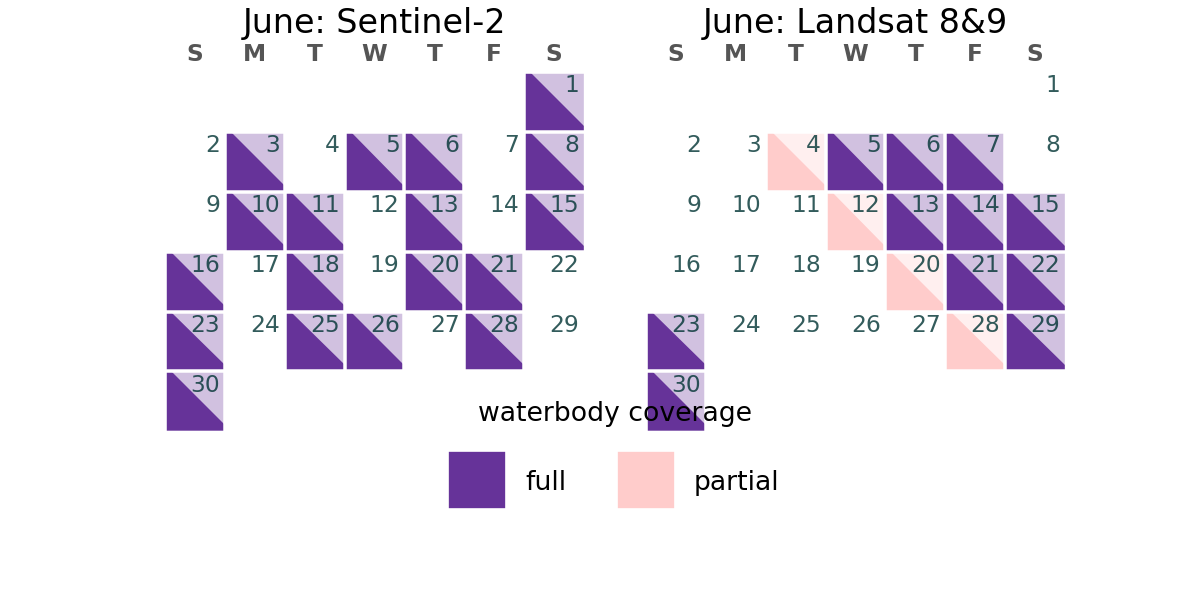 June: Sentinel-2
S M T W T F S
1
2 3 4 5 6 7 8
9 10 11 12 13 14 15
16 17 18 19 20 21 22
23 24 25 26 27 28 29
30
June: Landsat 8&9
S M T W T F S
1
2 3 4 5 6 7 8
9 10 11 12 13 14 15
16 17 18 19 20 21 22
23 24 25 26 27 28 29
30
waterbody coverage
full partial